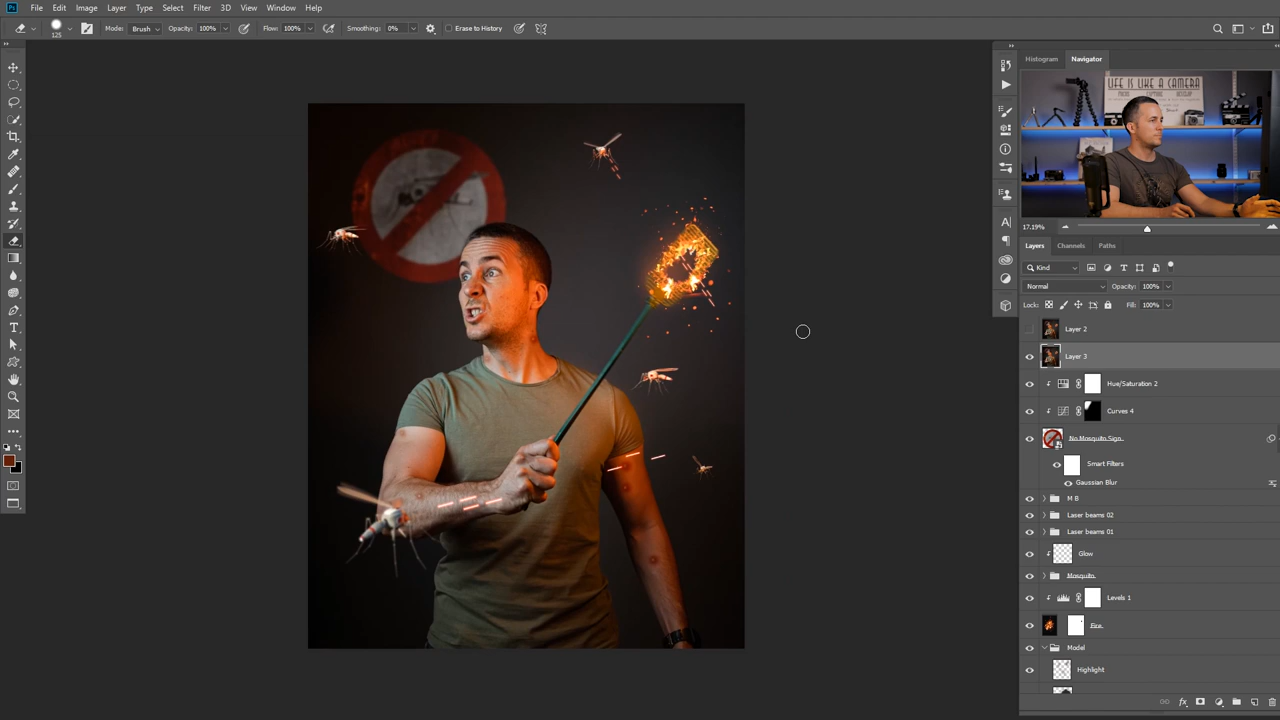 Ps File Edit Image Layer Type Select Filter 3D View Window Help
125 Mode: Brush Opacity: 100% Flow: 100% Smoothing: 0% Erase to History
Histogram Navigator
LIFE IS LIKE A CAMERA
17.19%
Layers Channels Paths
Kind
Normal Opacity: 100%
Lock: Fill: 100%
Layer 2
Layer 3
Hue/Saturation 2
Curves 4
No Mosquito Sign
Smart Filters
Gaussian Blur
M B
Laser beams 02
Laser beams 01
Glow
Mosquito
Levels 1
Fire
Model
Highlight